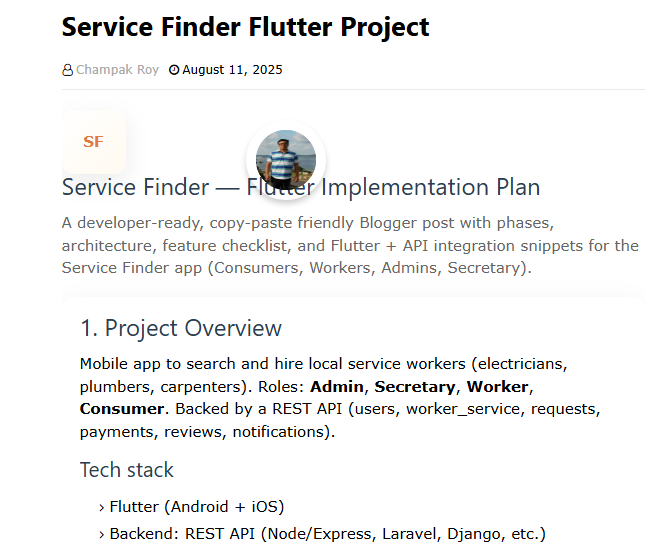 Service Finder Flutter Project
Champak Roy August 11, 2025
SF
Service Finder — Flutter Implementation Plan
A developer-ready, copy-paste friendly Blogger post with phases,
architecture, feature checklist, and Flutter + API integration snippets for the
Service Finder app (Consumers, Workers, Admins, Secretary).
1. Project Overview
Mobile app to search and hire local service workers (electricians,
plumbers, carpenters). Roles: Admin, Secretary, Worker,
Consumer. Backed by a REST API (users, worker_service, requests,
payments, reviews, notifications).
Tech stack
› Flutter (Android + iOS)
› Backend: REST API (Node/Express, Laravel, Django, etc.)